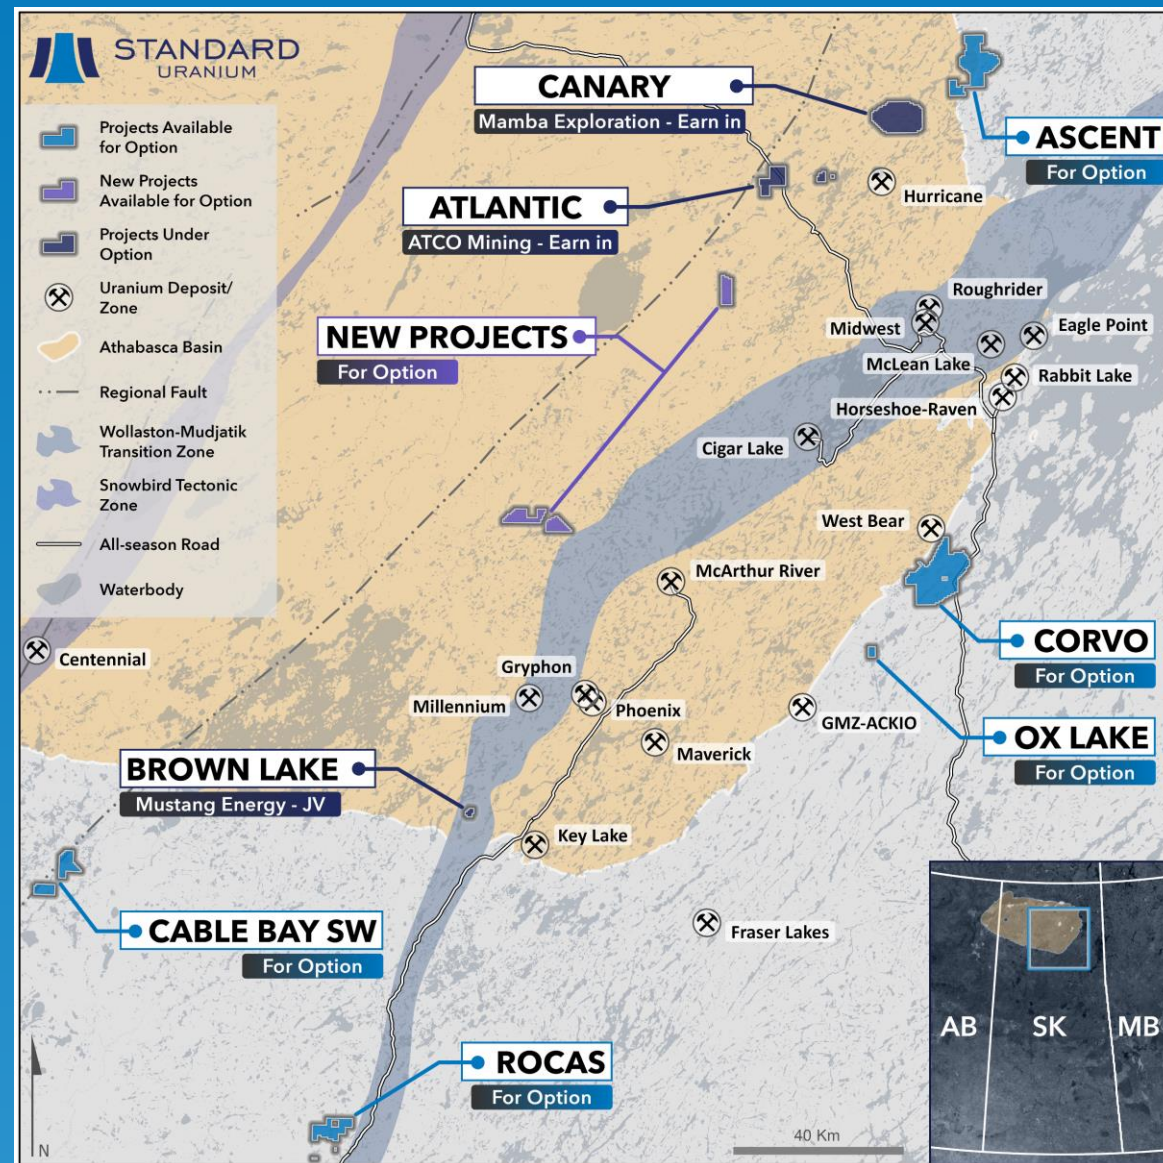 STANDARD
URANIUM
Projects Available
for Option
New Projects
Available for Option
Projects Under
Option
Uranium Deposit/
Zone
Athabasca Basin
Regional Fault
Wollaston-Mudjatik
Transition Zone
Snowbird Tectonic
Zone
All-season Road
Waterbody
CANARY
Mamba Exploration - Earn in
ASCENT
For Option
Hurricane
ATLANTIC
ATCO Mining - Earn in
NEW PROJECTS
For Option
Roughrider
Midwest
Eagle Point
McLean Lake
Rabbit Lake
Horseshoe-Raven
Cigar Lake
West Bear
McArthur River
CORVO
For Option
Centennial
Gryphon
Millennium
Phoenix
GMZ-ACKIO
Maverick
OX LAKE
For Option
BROWN LAKE
Mustang Energy - JV
Key Lake
CABLE BAY SW
For Option
Fraser Lakes
ROCAS
For Option
N
40 Km
AB
SK
MB